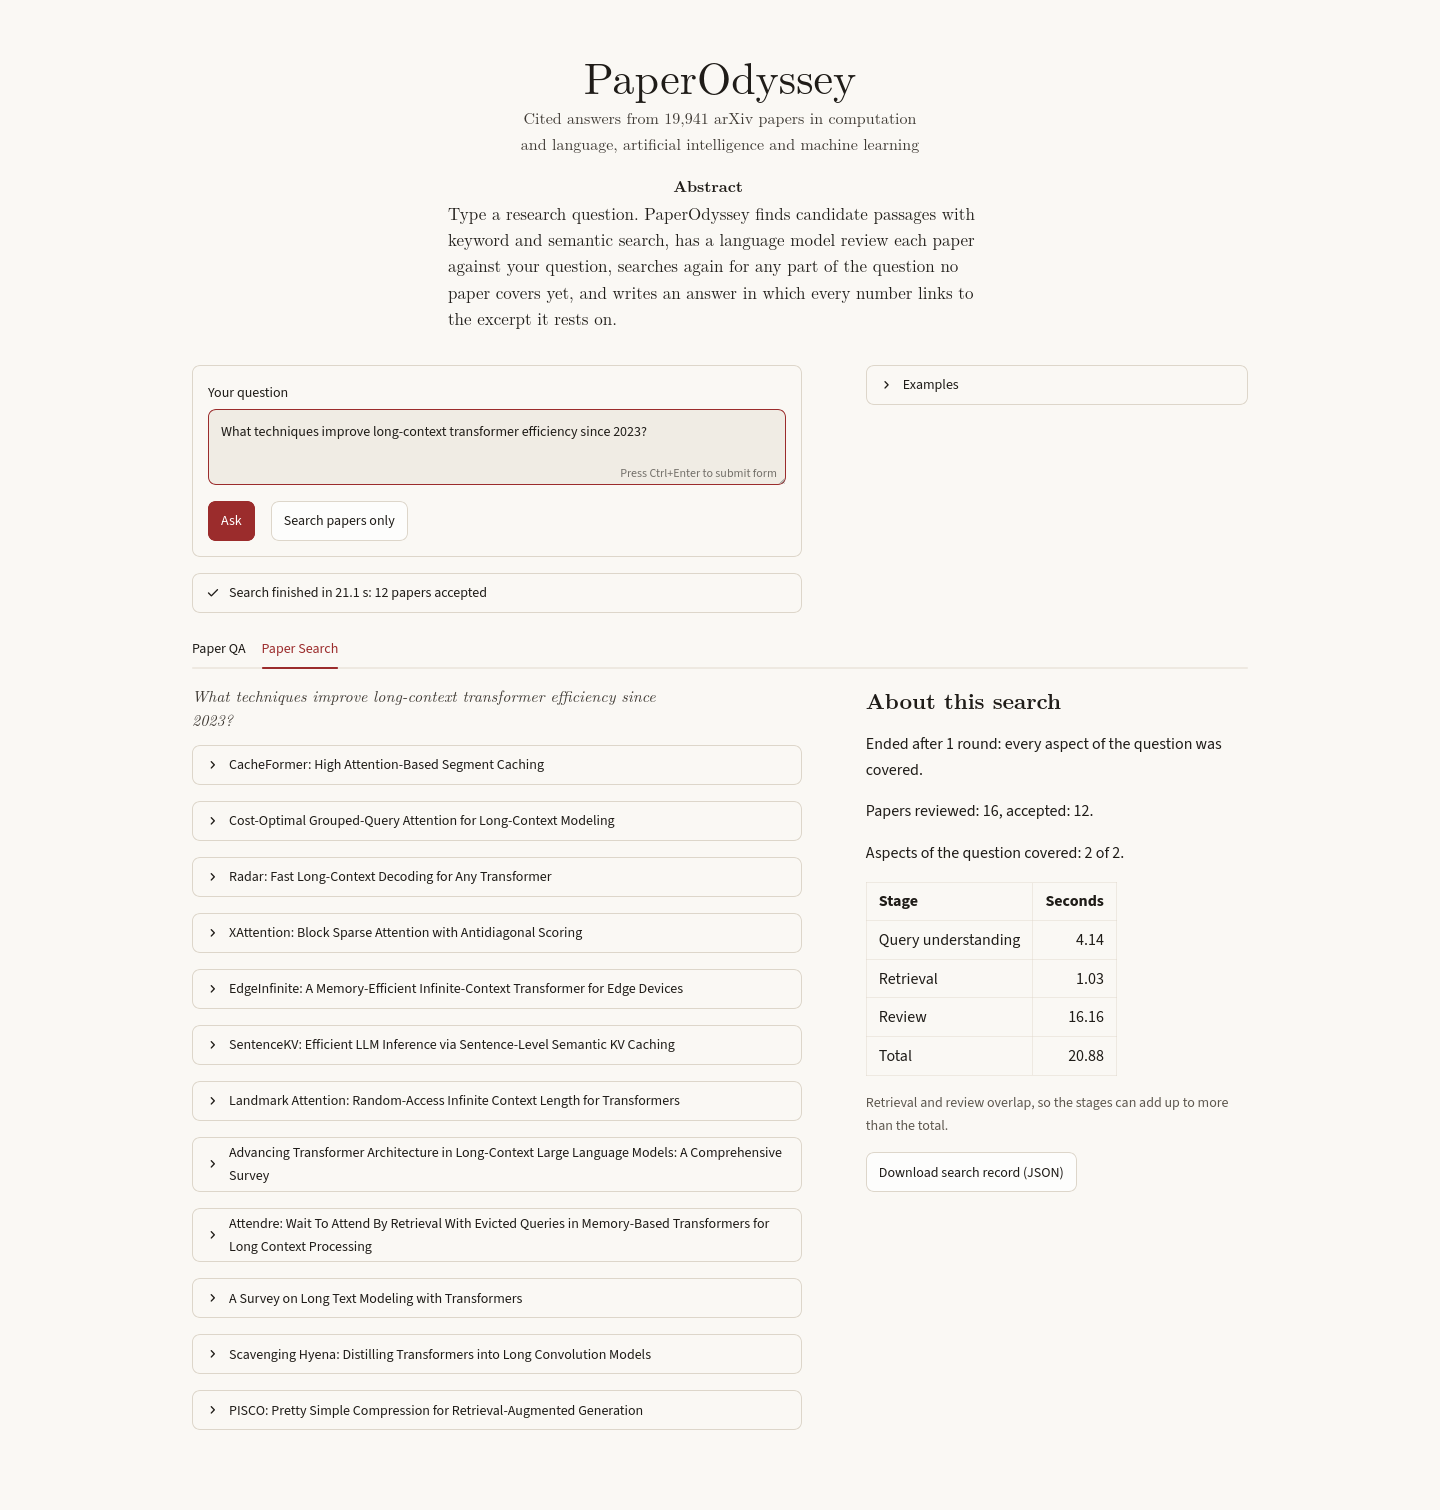 PaperOdyssey
Cited answers from 19,941 arXiv papers in computation
and language, artificial intelligence and machine learning
Abstract
Type a research question. PaperOdyssey finds candidate passages with
keyword and semantic search, has a language model review each paper
against your question, searches again for any part of the question no
paper covers yet, and writes an answer in which every number links to
the excerpt it rests on.
Your question
What techniques improve long-context transformer efficiency since 2023?
Press Ctrl+Enter to submit form
Ask
Search papers only
Examples
Search finished in 21.1 s: 12 papers accepted
Paper QA
Paper Search
What techniques improve long-context transformer efficiency since
2023?
CacheFormer: High Attention-Based Segment Caching
Cost-Optimal Grouped-Query Attention for Long-Context Modeling
Radar: Fast Long-Context Decoding for Any Transformer
XAttention: Block Sparse Attention with Antidiagonal Scoring
EdgeInfinite: A Memory-Efficient Infinite-Context Transformer for Edge Devices
SentenceKV: Efficient LLM Inference via Sentence-Level Semantic KV Caching
Landmark Attention: Random-Access Infinite Context Length for Transformers
Advancing Transformer Architecture in Long-Context Large Language Models: A Comprehensive
Survey
Attendre: Wait To Attend By Retrieval With Evicted Queries in Memory-Based Transformers for
Long Context Processing
A Survey on Long Text Modeling with Transformers
Scavenging Hyena: Distilling Transformers into Long Convolution Models
PISCO: Pretty Simple Compression for Retrieval-Augmented Generation
About this search
Ended after 1 round: every aspect of the question was
covered.
Papers reviewed: 16, accepted: 12.
Aspects of the question covered: 2 of 2.
Stage Seconds
Query understanding 4.14
Retrieval 1.03
Review 16.16
Total 20.88
Retrieval and review overlap, so the stages can add up to more
than the total.
Download search record (JSON)